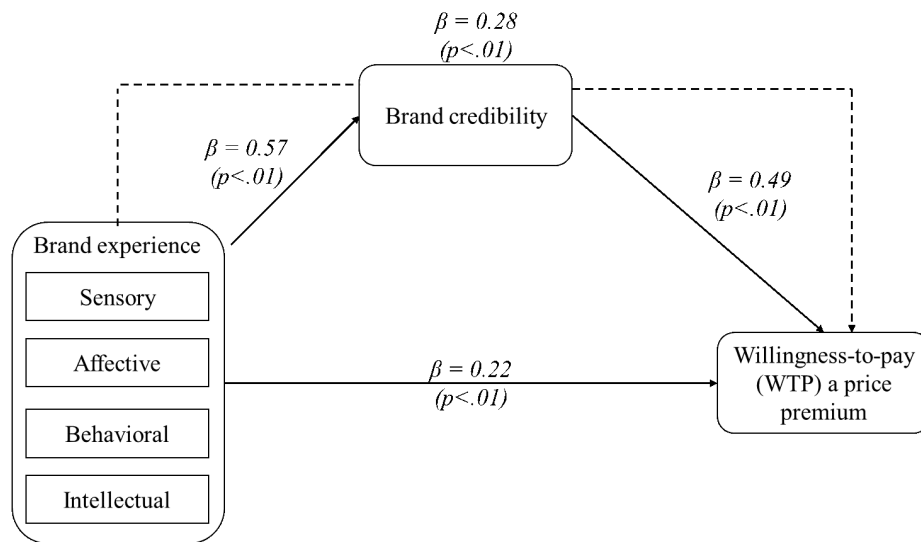 β = 0.28
(p<.01)
Brand credibility
β = 0.57
(p<.01)
β = 0.49
(p<.01)
Brand experience
Sensory
Affective
Behavioral
Intellectual
β = 0.22
(p<.01)
Willingness-to-pay
(WTP) a price
premium